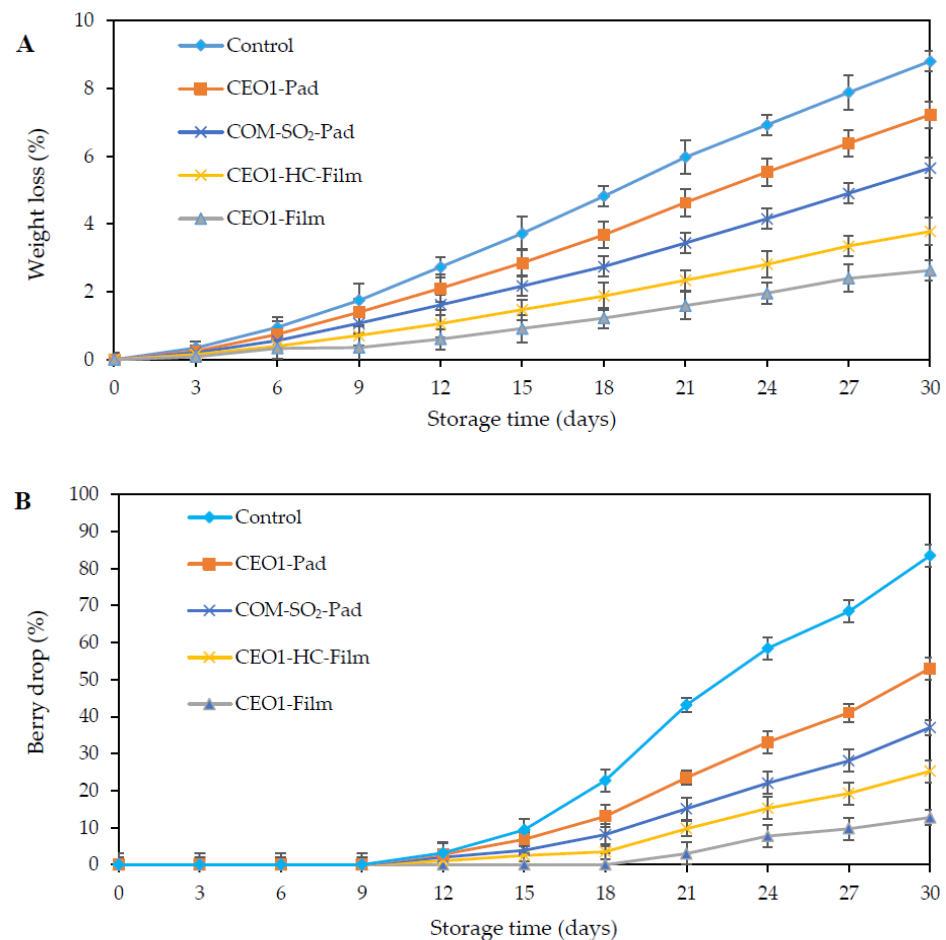 A
10
8
6
4
2
0
Weight loss (%)
Control
CEO1-Pad
COM-SO₂-Pad
CEO1-HC-Film
CEO1-Film
0 3 6 9 12 15 18 21 24 27 30
Storage time (days)
B
100
90
80
70
60
50
40
30
20
10
0
Berry drop (%)
Control
CEO1-Pad
COM-SO₂-Pad
CEO1-HC-Film
CEO1-Film
0 3 6 9 12 15 18 21 24 27 30
Storage time (days)